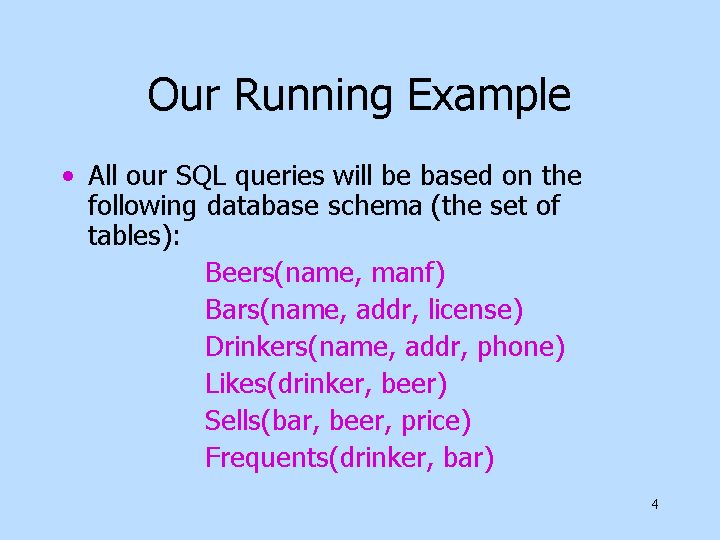 Our Running Example
• All our SQL queries will be based on the
following database schema (the set of
tables):
Beers(name, manf)
Bars(name, addr, license)
Drinkers(name, addr, phone)
Likes(drinker, beer)
Sells(bar, beer, price)
Frequents(drinker, bar)
4